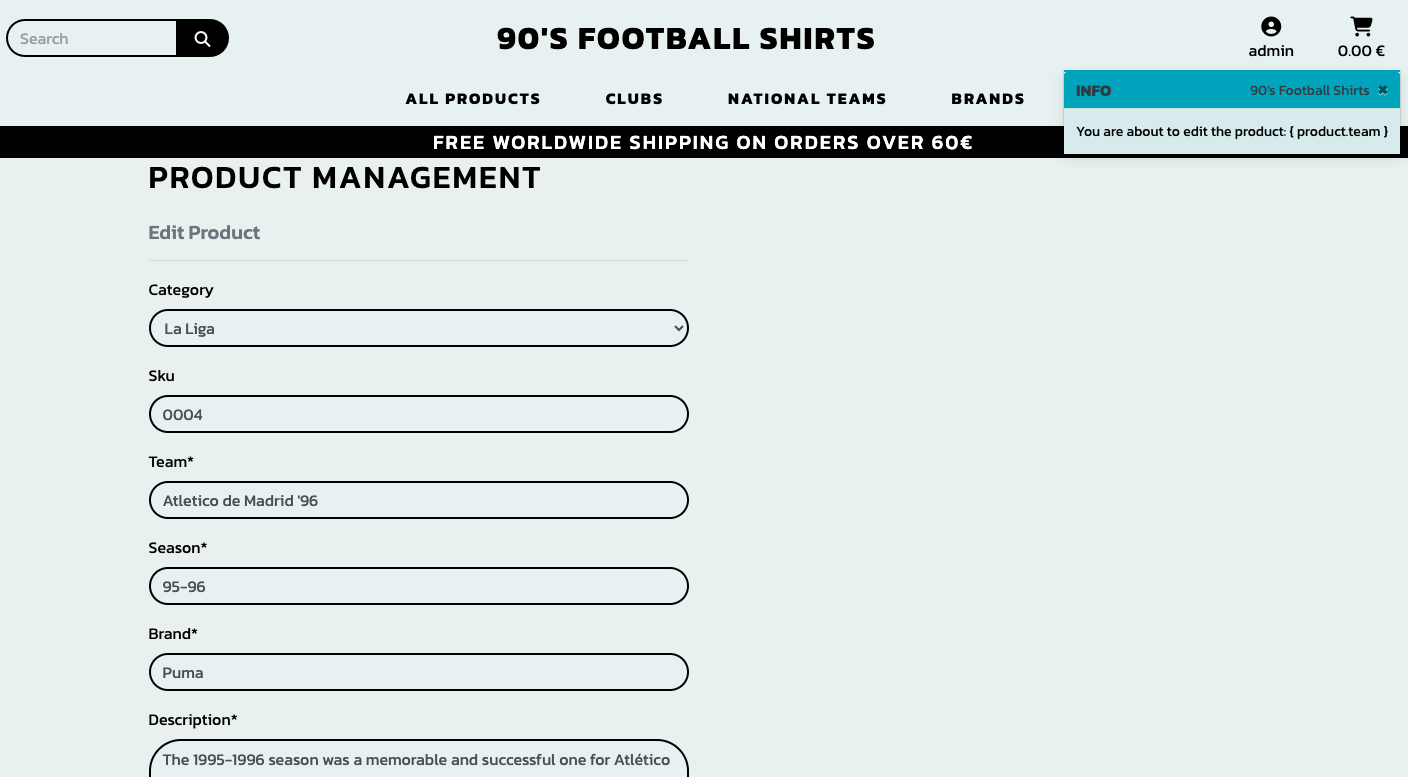 Search
90'S FOOTBALL SHIRTS
admin
0.00 €
ALL PRODUCTS
CLUBS
NATIONAL TEAMS
BRANDS
INFO
90's Football Shirts
You are about to edit the product: { product.team }
FREE WORLDWIDE SHIPPING ON ORDERS OVER 60€
PRODUCT MANAGEMENT
Edit Product
Category
La Liga
Sku
0004
Team*
Atletico de Madrid '96
Season*
95-96
Brand*
Puma
Description*
The 1995-1996 season was a memorable and successful one for Atlético